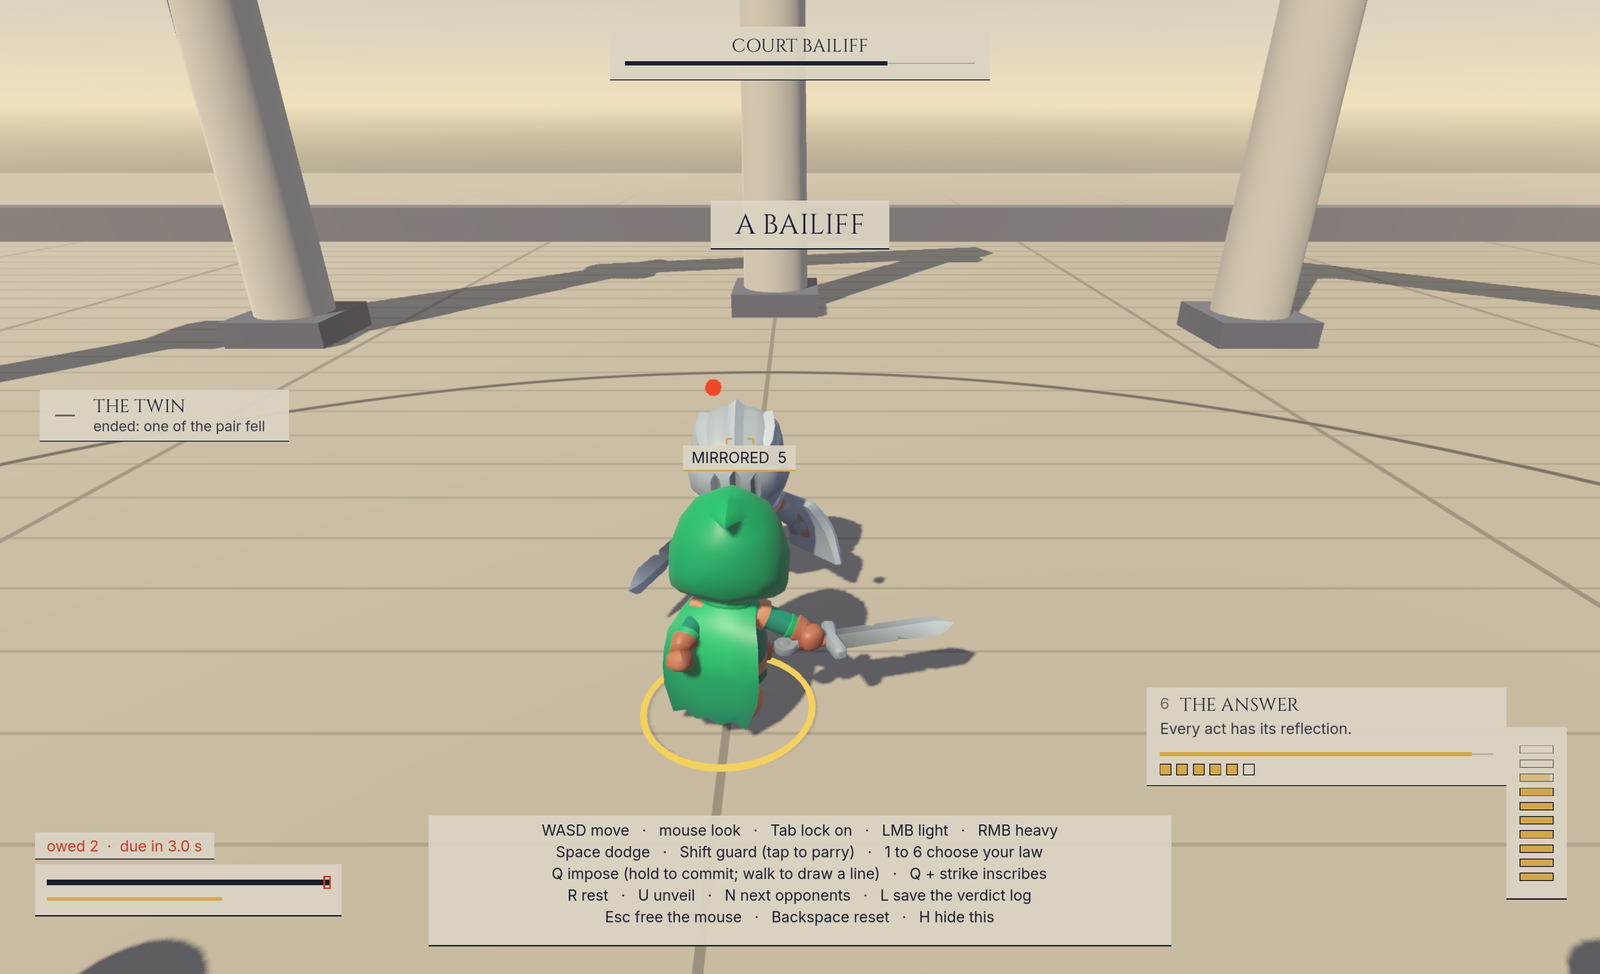 COURT BAILIFF
A BAILIFF
THE TWIN
ended: one of the pair fell
MIRRORED 5
6 THE ANSWER
Every act has its reflection.
owed 2 · due in 3.0 s
WASD move · mouse look · Tab lock on · LMB light · RMB heavy
Space dodge · Shift guard (tap to parry) · 1 to 6 choose your law
Q impose (hold to commit; walk to draw a line) · Q + strike inscribes
R rest · U unveil · N next opponents · L save the verdict log
Esc free the mouse · Backspace reset · H hide this